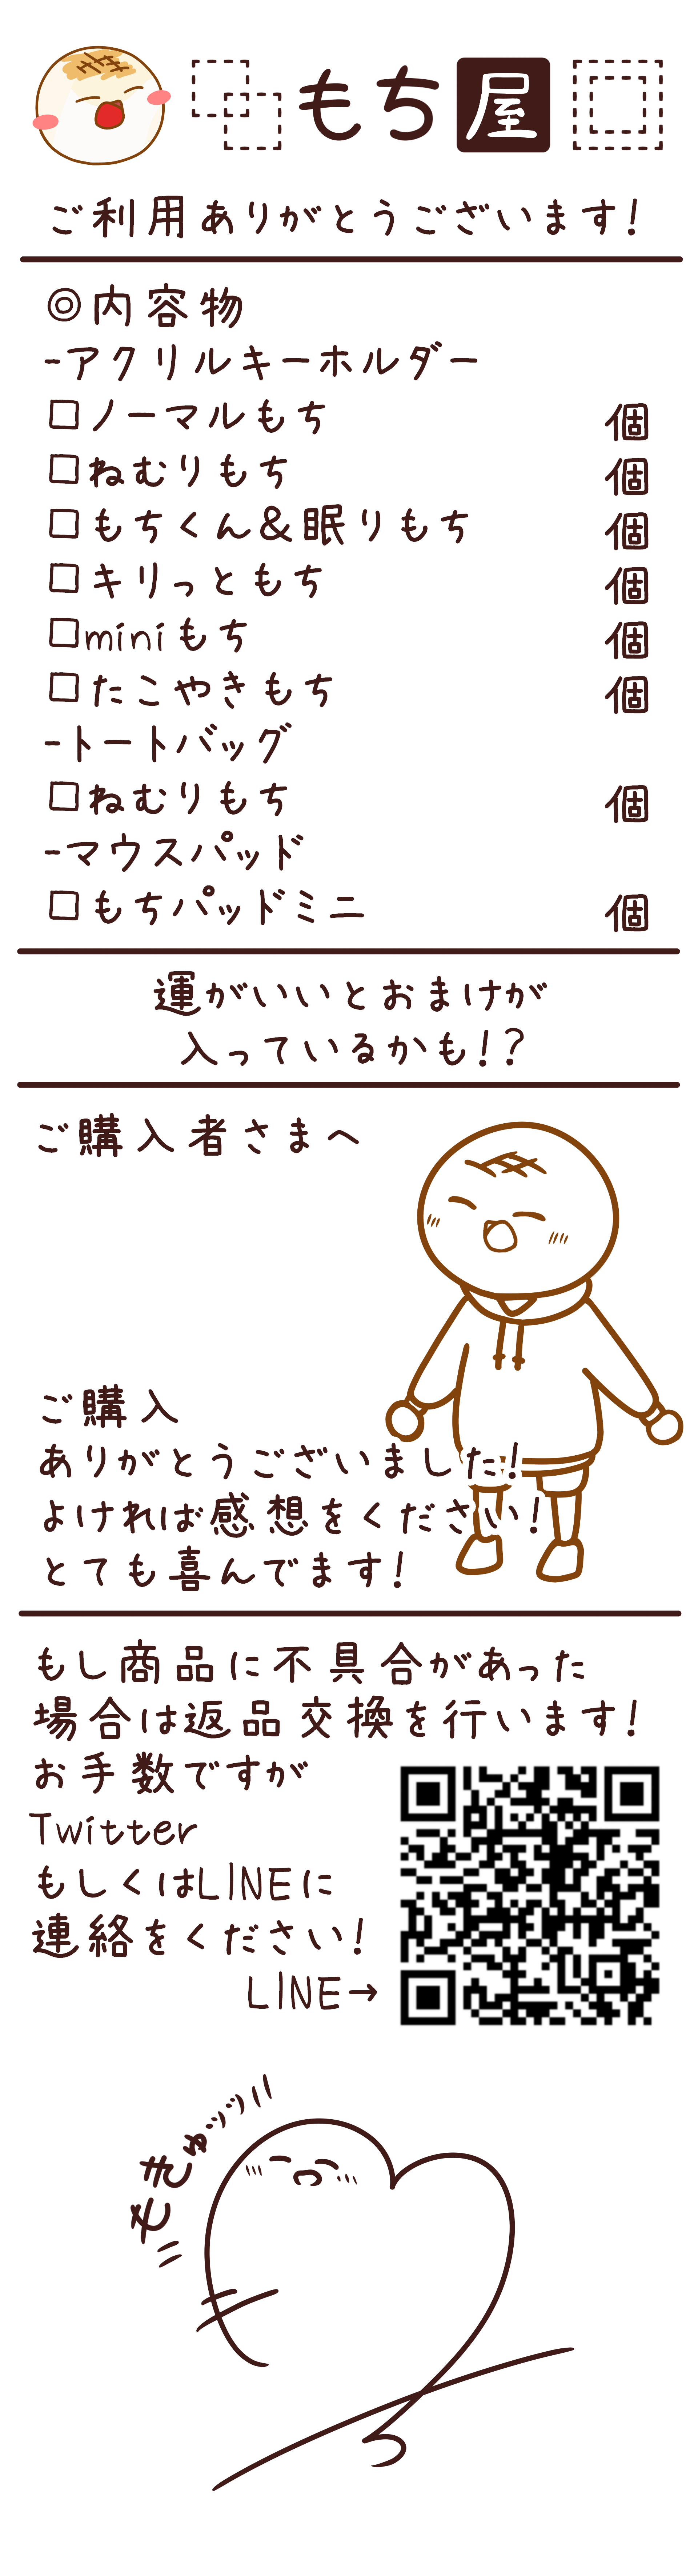 もち屋
ご利用ありがとうございます!
◎内容物
-アクリルキーホルダー
□ノーマルもち 個
□ねむりもち 個
□もちくん&眠りもち 個
□キリっともち 個
□miniもち 個
□たこやきもち 個
-トートバッグ
□ねむりもち 個
-マウスパッド
□もちパッドミニ 個
運がいいとおまけが
入っているかも!?
ご購入者さまへ
ご購入
ありがとうございました!
よければ感想をください!
とても喜んでます!
もし商品に不具合があった
場合は返品交換を行います!
お手数ですが
Twitter
もしくはLINEに
連絡をください!
LINE→
もきゅッッ